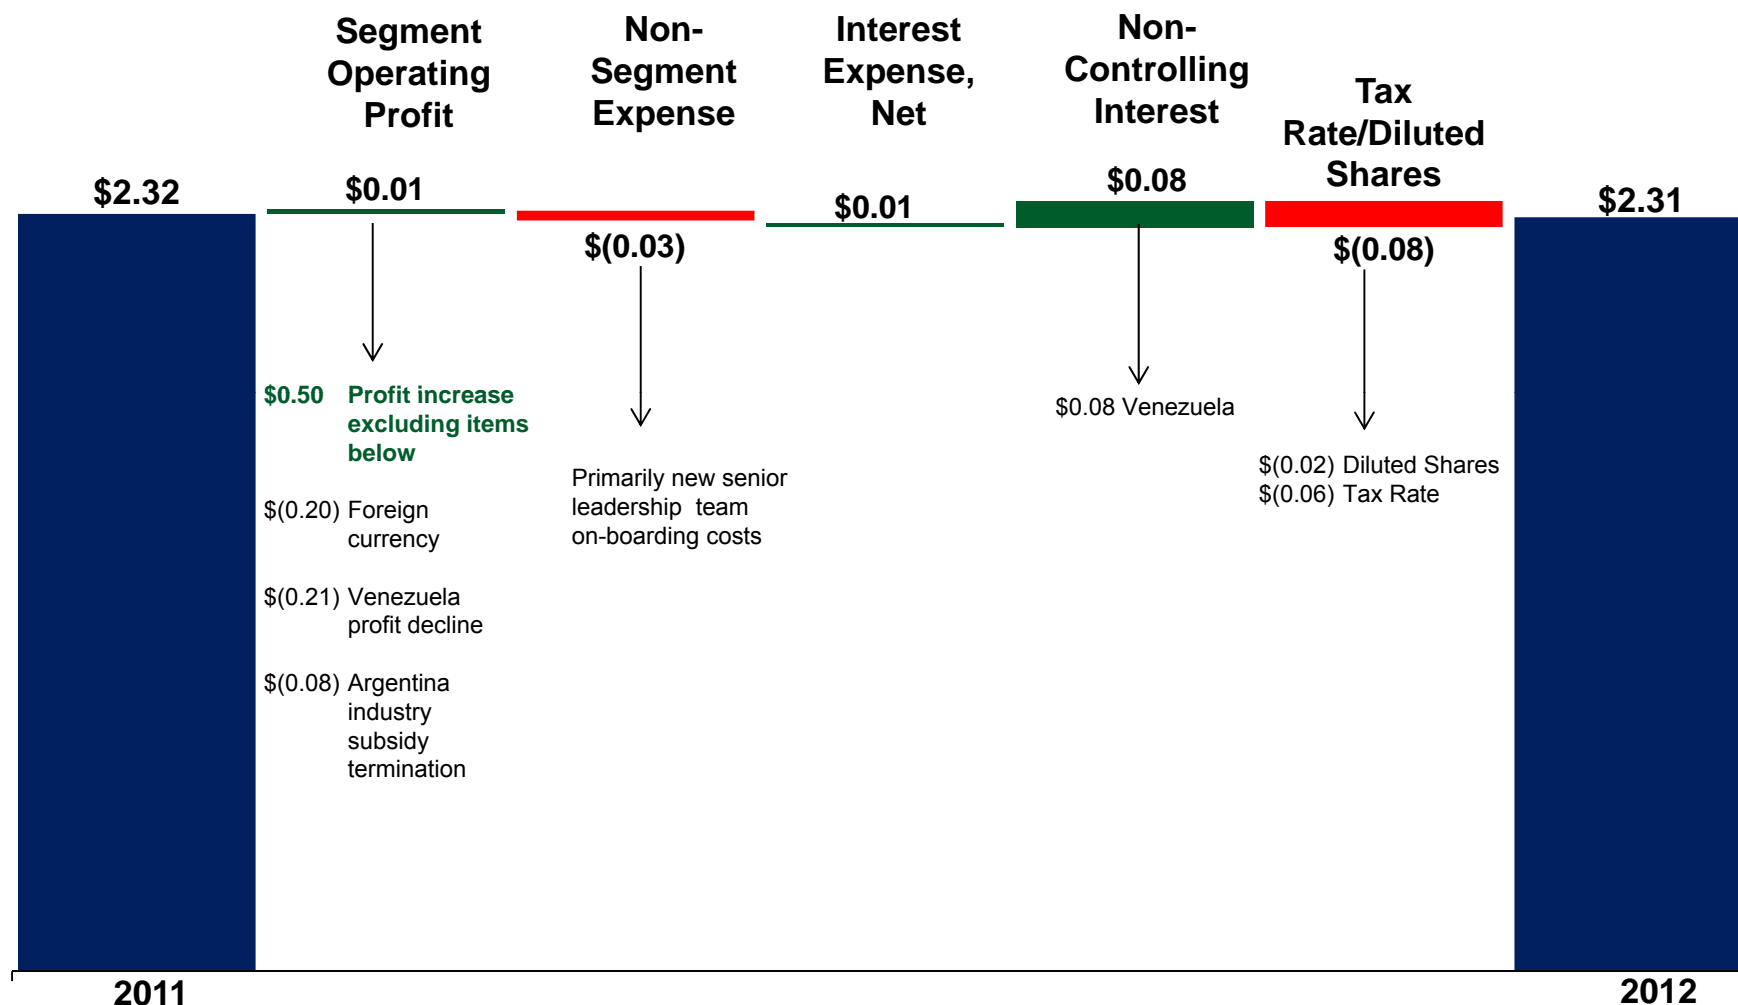 Segment
Operating
Profit
Non-
Segment
Expense
Interest
Expense,
Net
Non-
Controlling
Interest
Tax
Rate/Diluted
Shares
$2.32
$0.01
$(0.03)
$0.01
$0.08
$(0.08)
$2.31
$0.50 Profit increase
excluding items
below
$(0.20) Foreign
currency
$(0.21) Venezuela
profit decline
$(0.08) Argentina
industry
subsidy
termination
Primarily new senior
leadership team
on-boarding costs
$0.08 Venezuela
$(0.02) Diluted Shares
$(0.06) Tax Rate
2011
2012